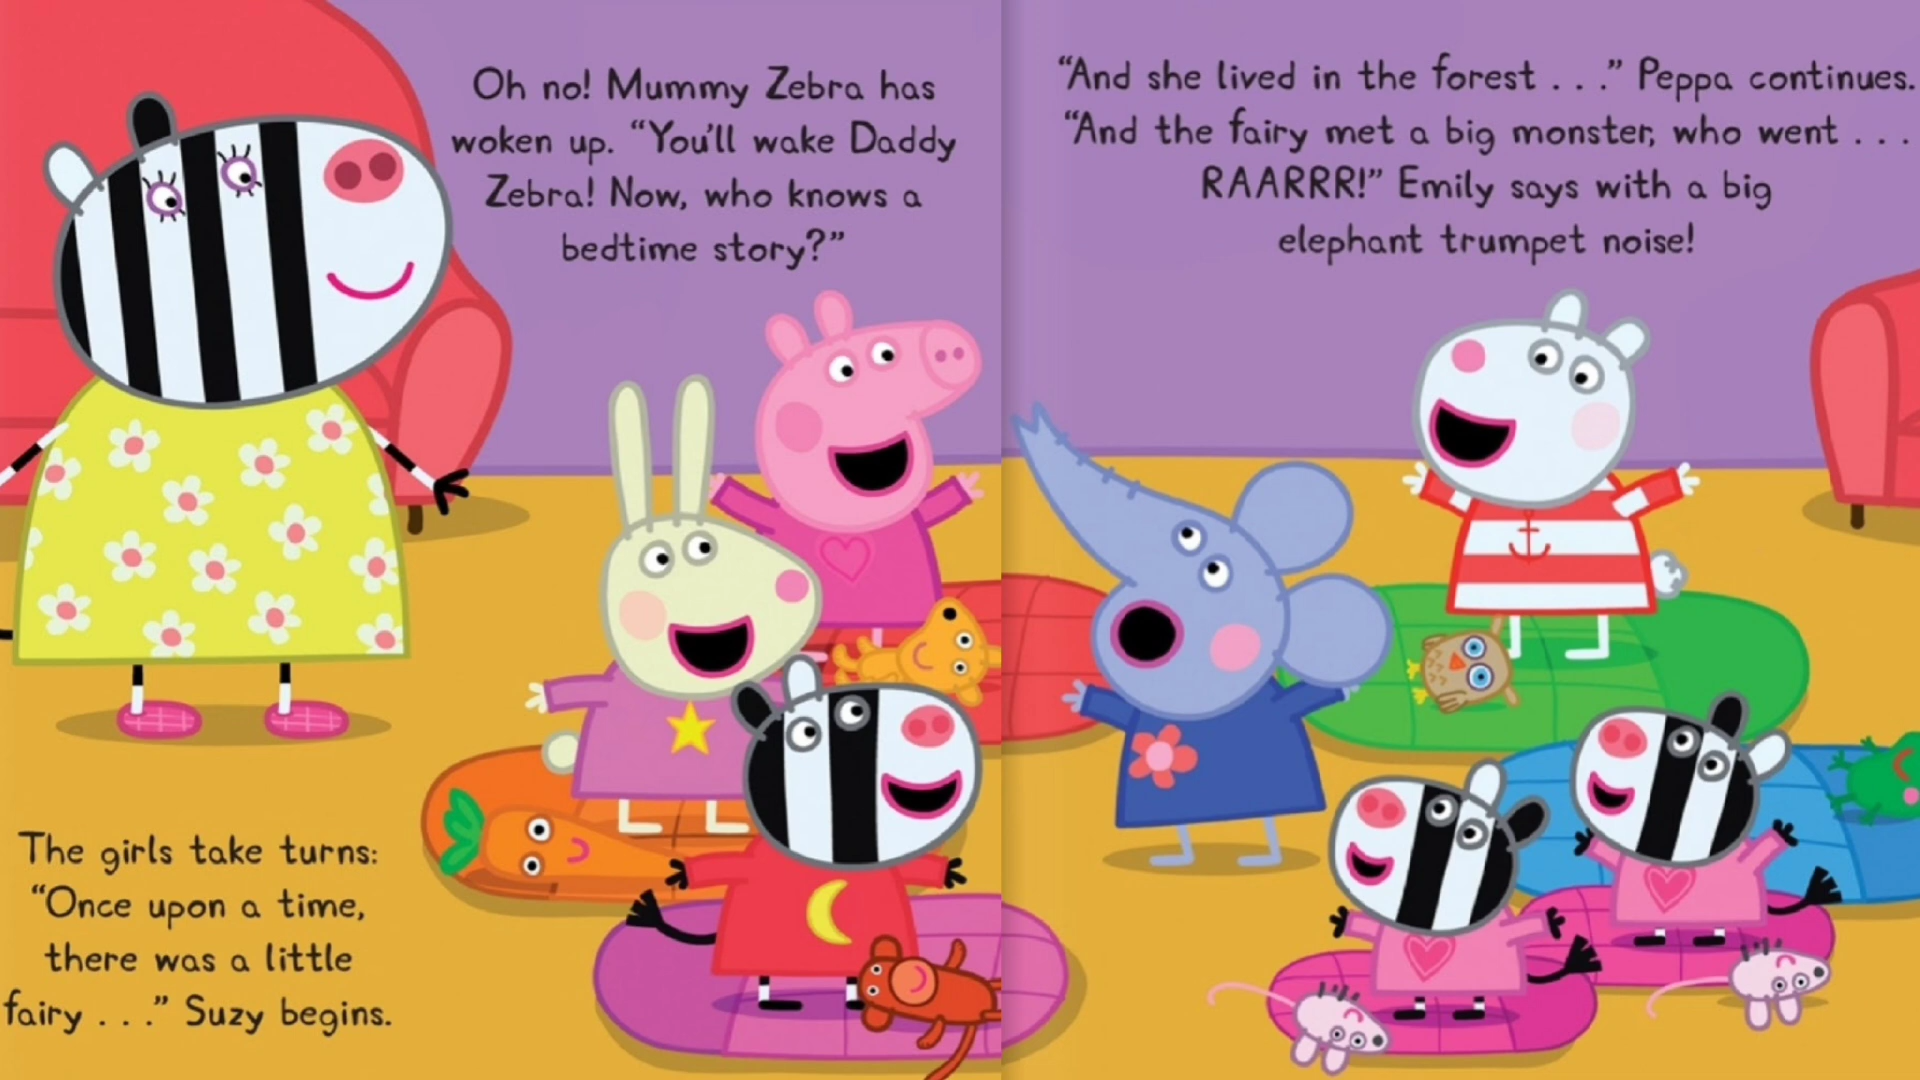 Oh no! Mummy Zebra has
woken up. “You’ll wake Daddy
Zebra! Now, who knows a
bedtime story?”
The girls take turns:
“Once upon a time,
there was a little
fairy . . .” Suzy begins.
“And she lived in the forest . . .” Peppa continues.
“And the fairy met a big monster, who went . . .
RAARRR!” Emily says with a big
elephant trumpet noise!